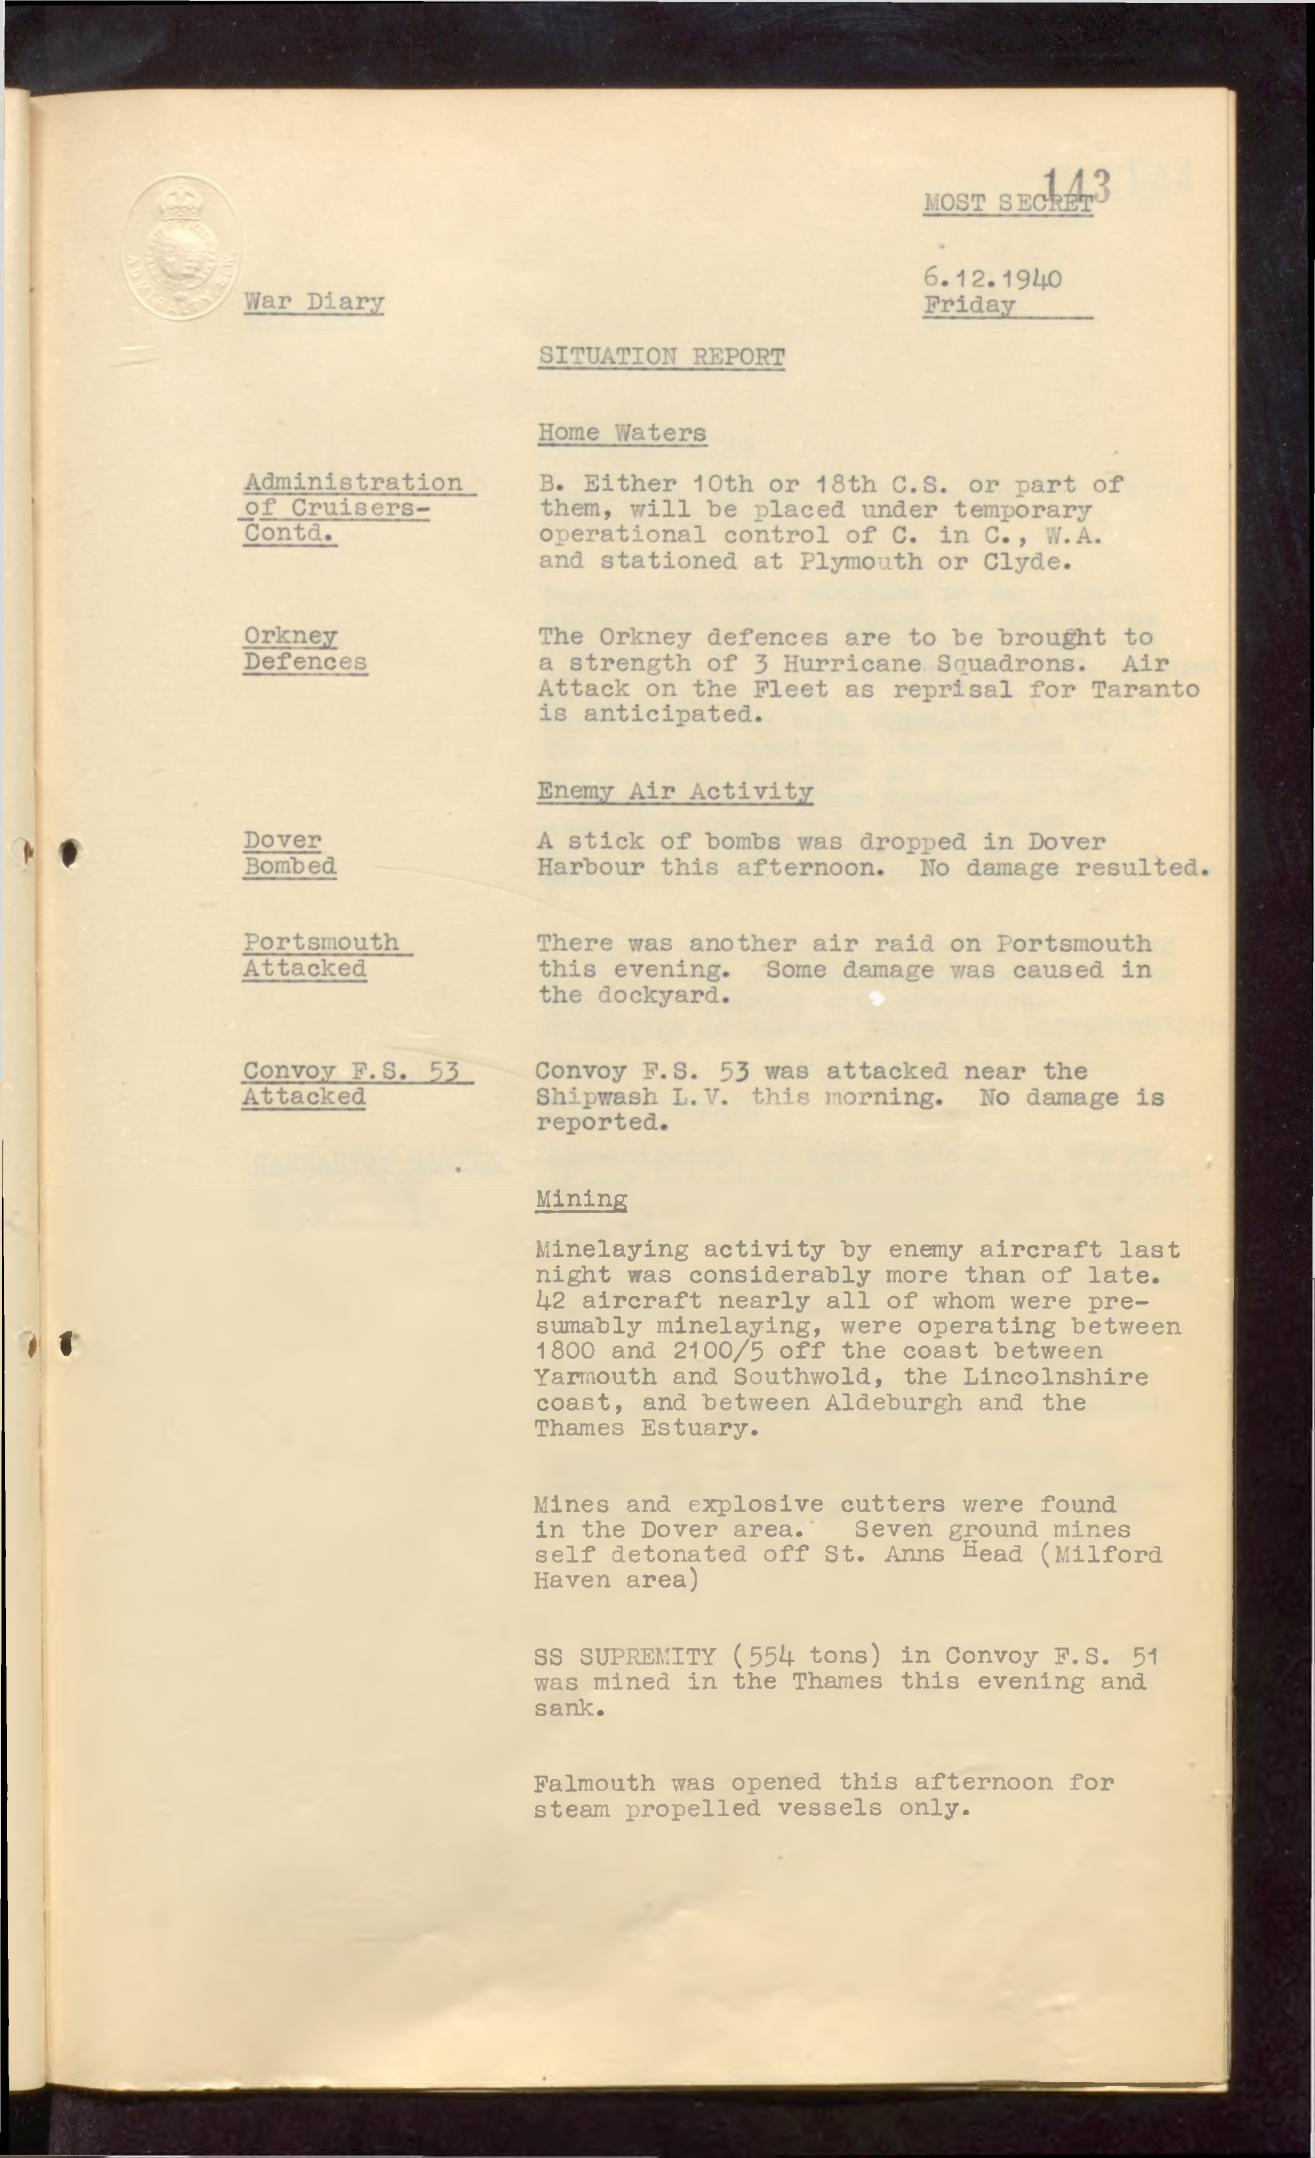 143
MOST SECRET
6.12.1940
Friday
ADMIRALTY S.W.
War Diary
SITUATION REPORT
Home Waters
Administration
of Cruisers-
Contd.
B. Either 10th or 18th C.S. or part of
them, will be placed under temporary
operational control of C. in C., W.A.
and stationed at Plymouth or Clyde.
Orkney
Defences
The Orkney defences are to be brought to
a strength of 3 Hurricane Squadrons. Air
Attack on the Fleet as reprisal for Taranto
is anticipated.
Enemy Air Activity
Dover
Bombed
A stick of bombs was dropped in Dover
Harbour this afternoon. No damage resulted.
Portsmouth
Attacked
There was another air raid on Portsmouth
this evening. Some damage was caused in
the dockyard.
Convoy F.S. 53
Attacked
Convoy F.S. 53 was attacked near the
Shipwash L.V. this morning. No damage is
reported.
Mining
Minelaying activity by enemy aircraft last
night was considerably more than of late.
42 aircraft nearly all of whom were pre-
sumably minelaying, were operating between
1800 and 2100/5 off the coast between
Yarmouth and Southwold, the Lincolnshire
coast, and between Aldeburgh and the
Thames Estuary.
Mines and explosive cutters were found
in the Dover area. Seven ground mines
self detonated off St. Anns Head (Milford
Haven area)
SS SUPREMITY (554 tons) in Convoy F.S. 51
was mined in the Thames this evening and
sank.
Falmouth was opened this afternoon for
steam propelled vessels only.